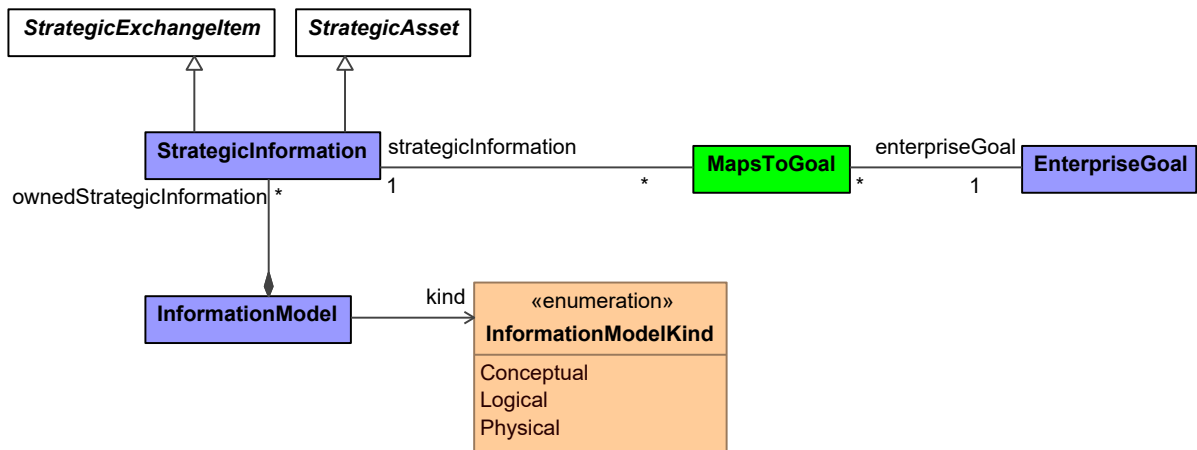 StrategicExchangeItem
StrategicAsset
StrategicInformation
strategicInformation
1
*
MapsToGoal
*
enterpriseGoal
1
EnterpriseGoal
ownedStrategicInformation
*
InformationModel
kind
«enumeration»
InformationModelKind
Conceptual
Logical
Physical